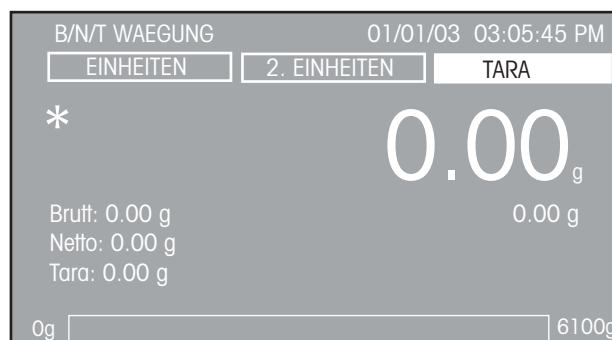 B/N/T WAEGUNG 01/01/03 03:05:45 PM
EINHEITEN 2. EINHEITEN TARA
* 0.00 g
Brutt: 0.00 g 0.00 g
Netto: 0.00 g
Tara: 0.00 g
0g 6100g